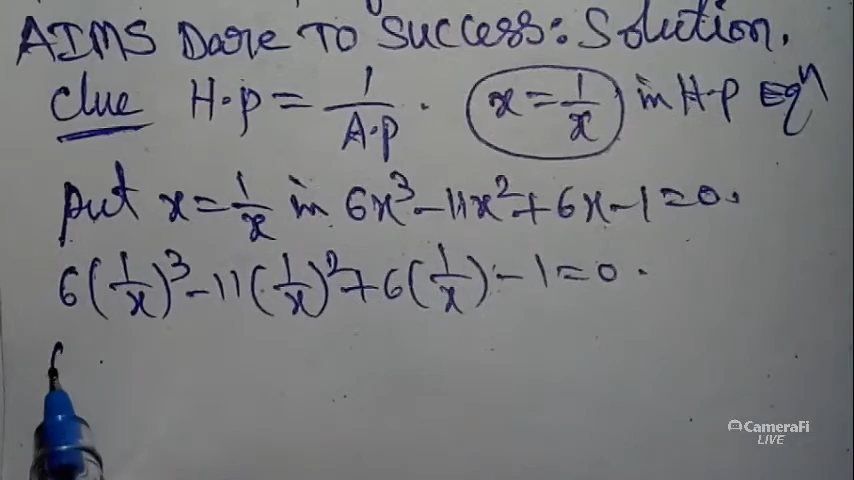 AIMS Dare To Success: Solution.
Clue H.P = 1/A.P . x = 1/x in H.P Eqn
put x = 1/x in 6x³ - 11x² + 6x - 1 = 0.
6(1/x)³ - 11(1/x)² + 6(1/x) - 1 = 0.
CameraFi
LIVE